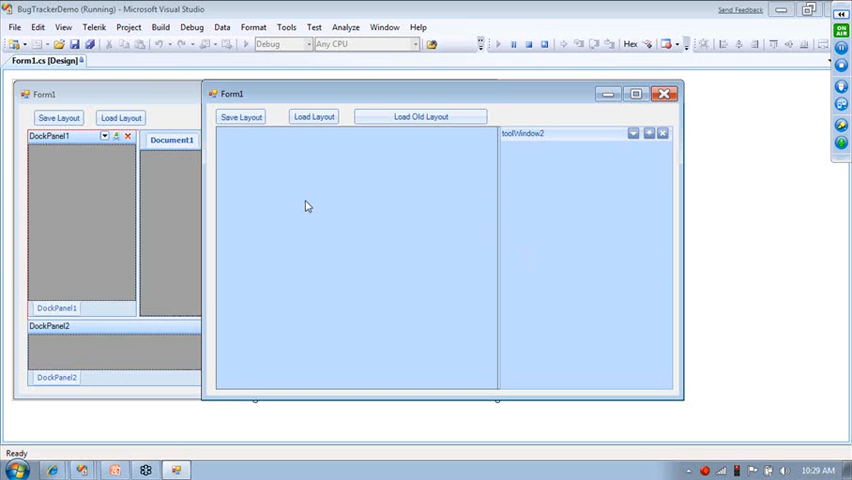 BugTrackerDemo (Running) - Microsoft Visual Studio
Send Feedback
File Edit View Telerik Project Build Debug Data Format Tools Test Analyze Window Help
Debug Any CPU Hex
ON AIR
Form1.cs [Design]
Form1
Save Layout Load Layout
DockPanel1
Document1
DockPanel1
DockPanel2
DockPanel2
Form1
Save Layout Load Layout Load Old Layout
toolWindow2
Ready
10:29 AM